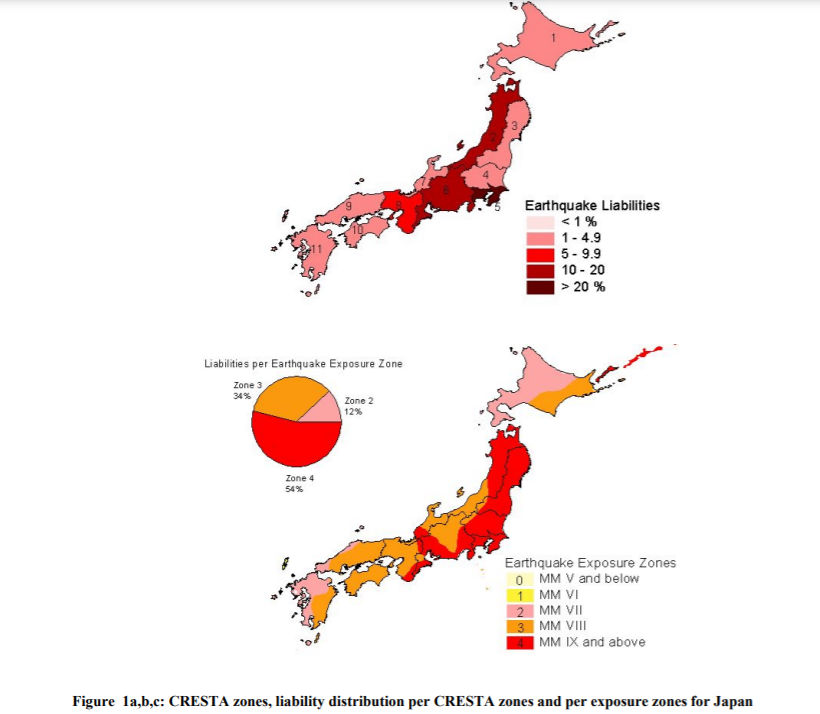 1
3
2
4
7
6
5
9
8
10
11
Earthquake Liabilities
< 1 %
1 - 4.9
5 - 9.9
10 - 20
> 20 %
Liabilities per Earthquake Exposure Zone
Zone 3
34%
Zone 2
12%
Zone 4
54%
Earthquake Exposure Zones
0 MM V and below
1 MM VI
2 MM VII
3 MM VIII
4 MM IX and above
Figure 1a,b,c: CRESTA zones, liability distribution per CRESTA zones and per exposure zones for Japan